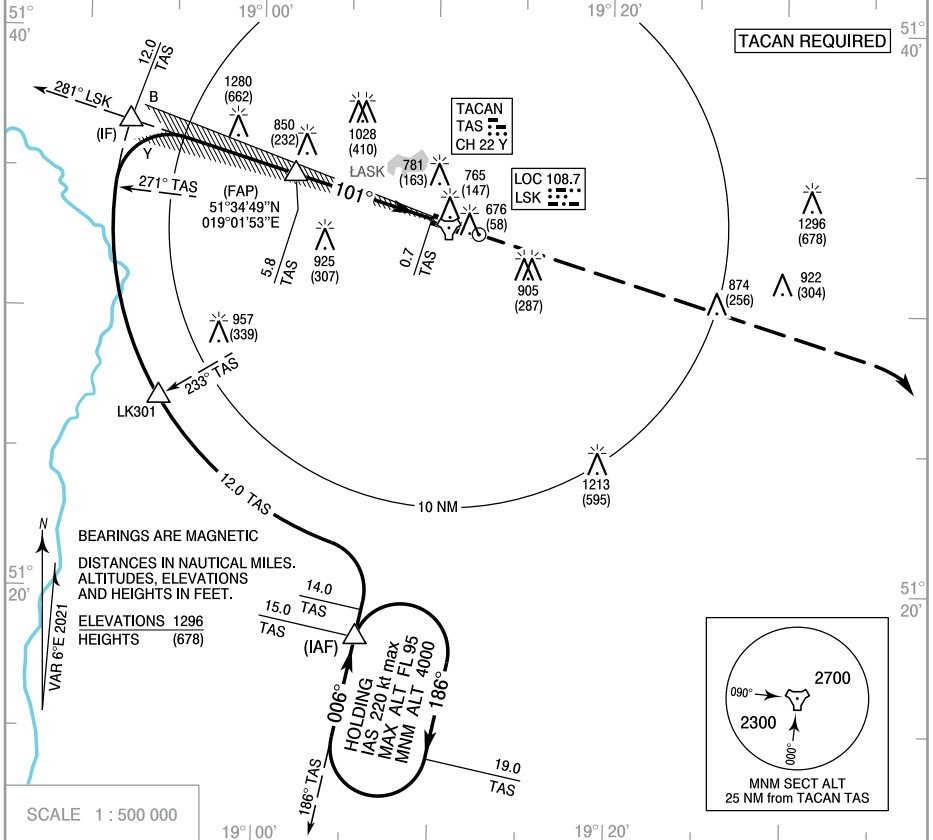 51°
40'
19° 00'
19° 20'
51°
40'
TACAN REQUIRED
12.0
TAS
281° LSK
B
(IF)
Y
1280
(662)
850
(232)
1028
(410)
TACAN
TAS
CH 22 Y
ŁASK
781
(163)
765
(147)
LOC 108.7
LSK
676
(58)
271° TAS
(FAP)
51°34'49"N
019°01'53"E
101°
1296
(678)
5.8
TAS
925
(307)
0.7
TAS
905
(287)
874
(256)
922
(304)
957
(339)
233° TAS
LK301
12.0 TAS
1213
(595)
10 NM
N
VAR 6°E 2021
BEARINGS ARE MAGNETIC
DISTANCES IN NAUTICAL MILES.
ALTITUDES, ELEVATIONS
AND HEIGHTS IN FEET.
ELEVATIONS 1296
HEIGHTS (678)
51°
20'
51°
20'
14.0
TAS
15.0
TAS
(IAF)
006°
HOLDING
IAS 220 kt max
MAX ALT FL 95
MNM ALT 4000
186°
186° TAS
19.0
TAS
090°
2700
2300
000°
MNM SECT ALT
25 NM from TACAN TAS
SCALE 1 : 500 000
19° 00'
19° 20'